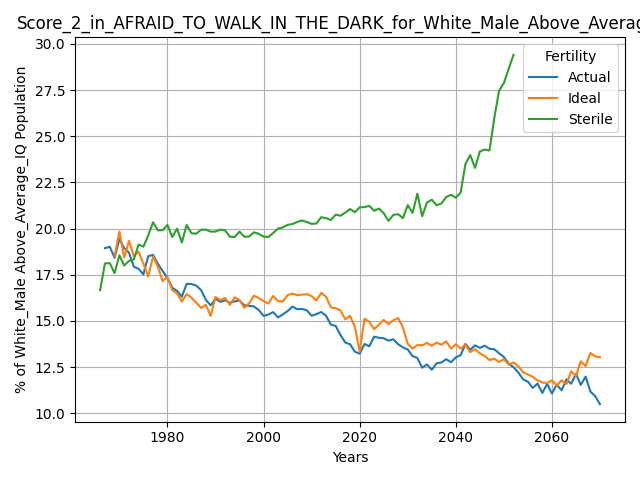 Score_2_in_AFRAID_TO_WALK_IN_THE_DARK_for_White_Male_Above_Averag
Fertility
Actual
Ideal
Sterile
% of White_Male Above_Average_IQ Population
30.0
27.5
25.0
22.5
20.0
17.5
15.0
12.5
10.0
1980 2000 2020 2040 2060
Years